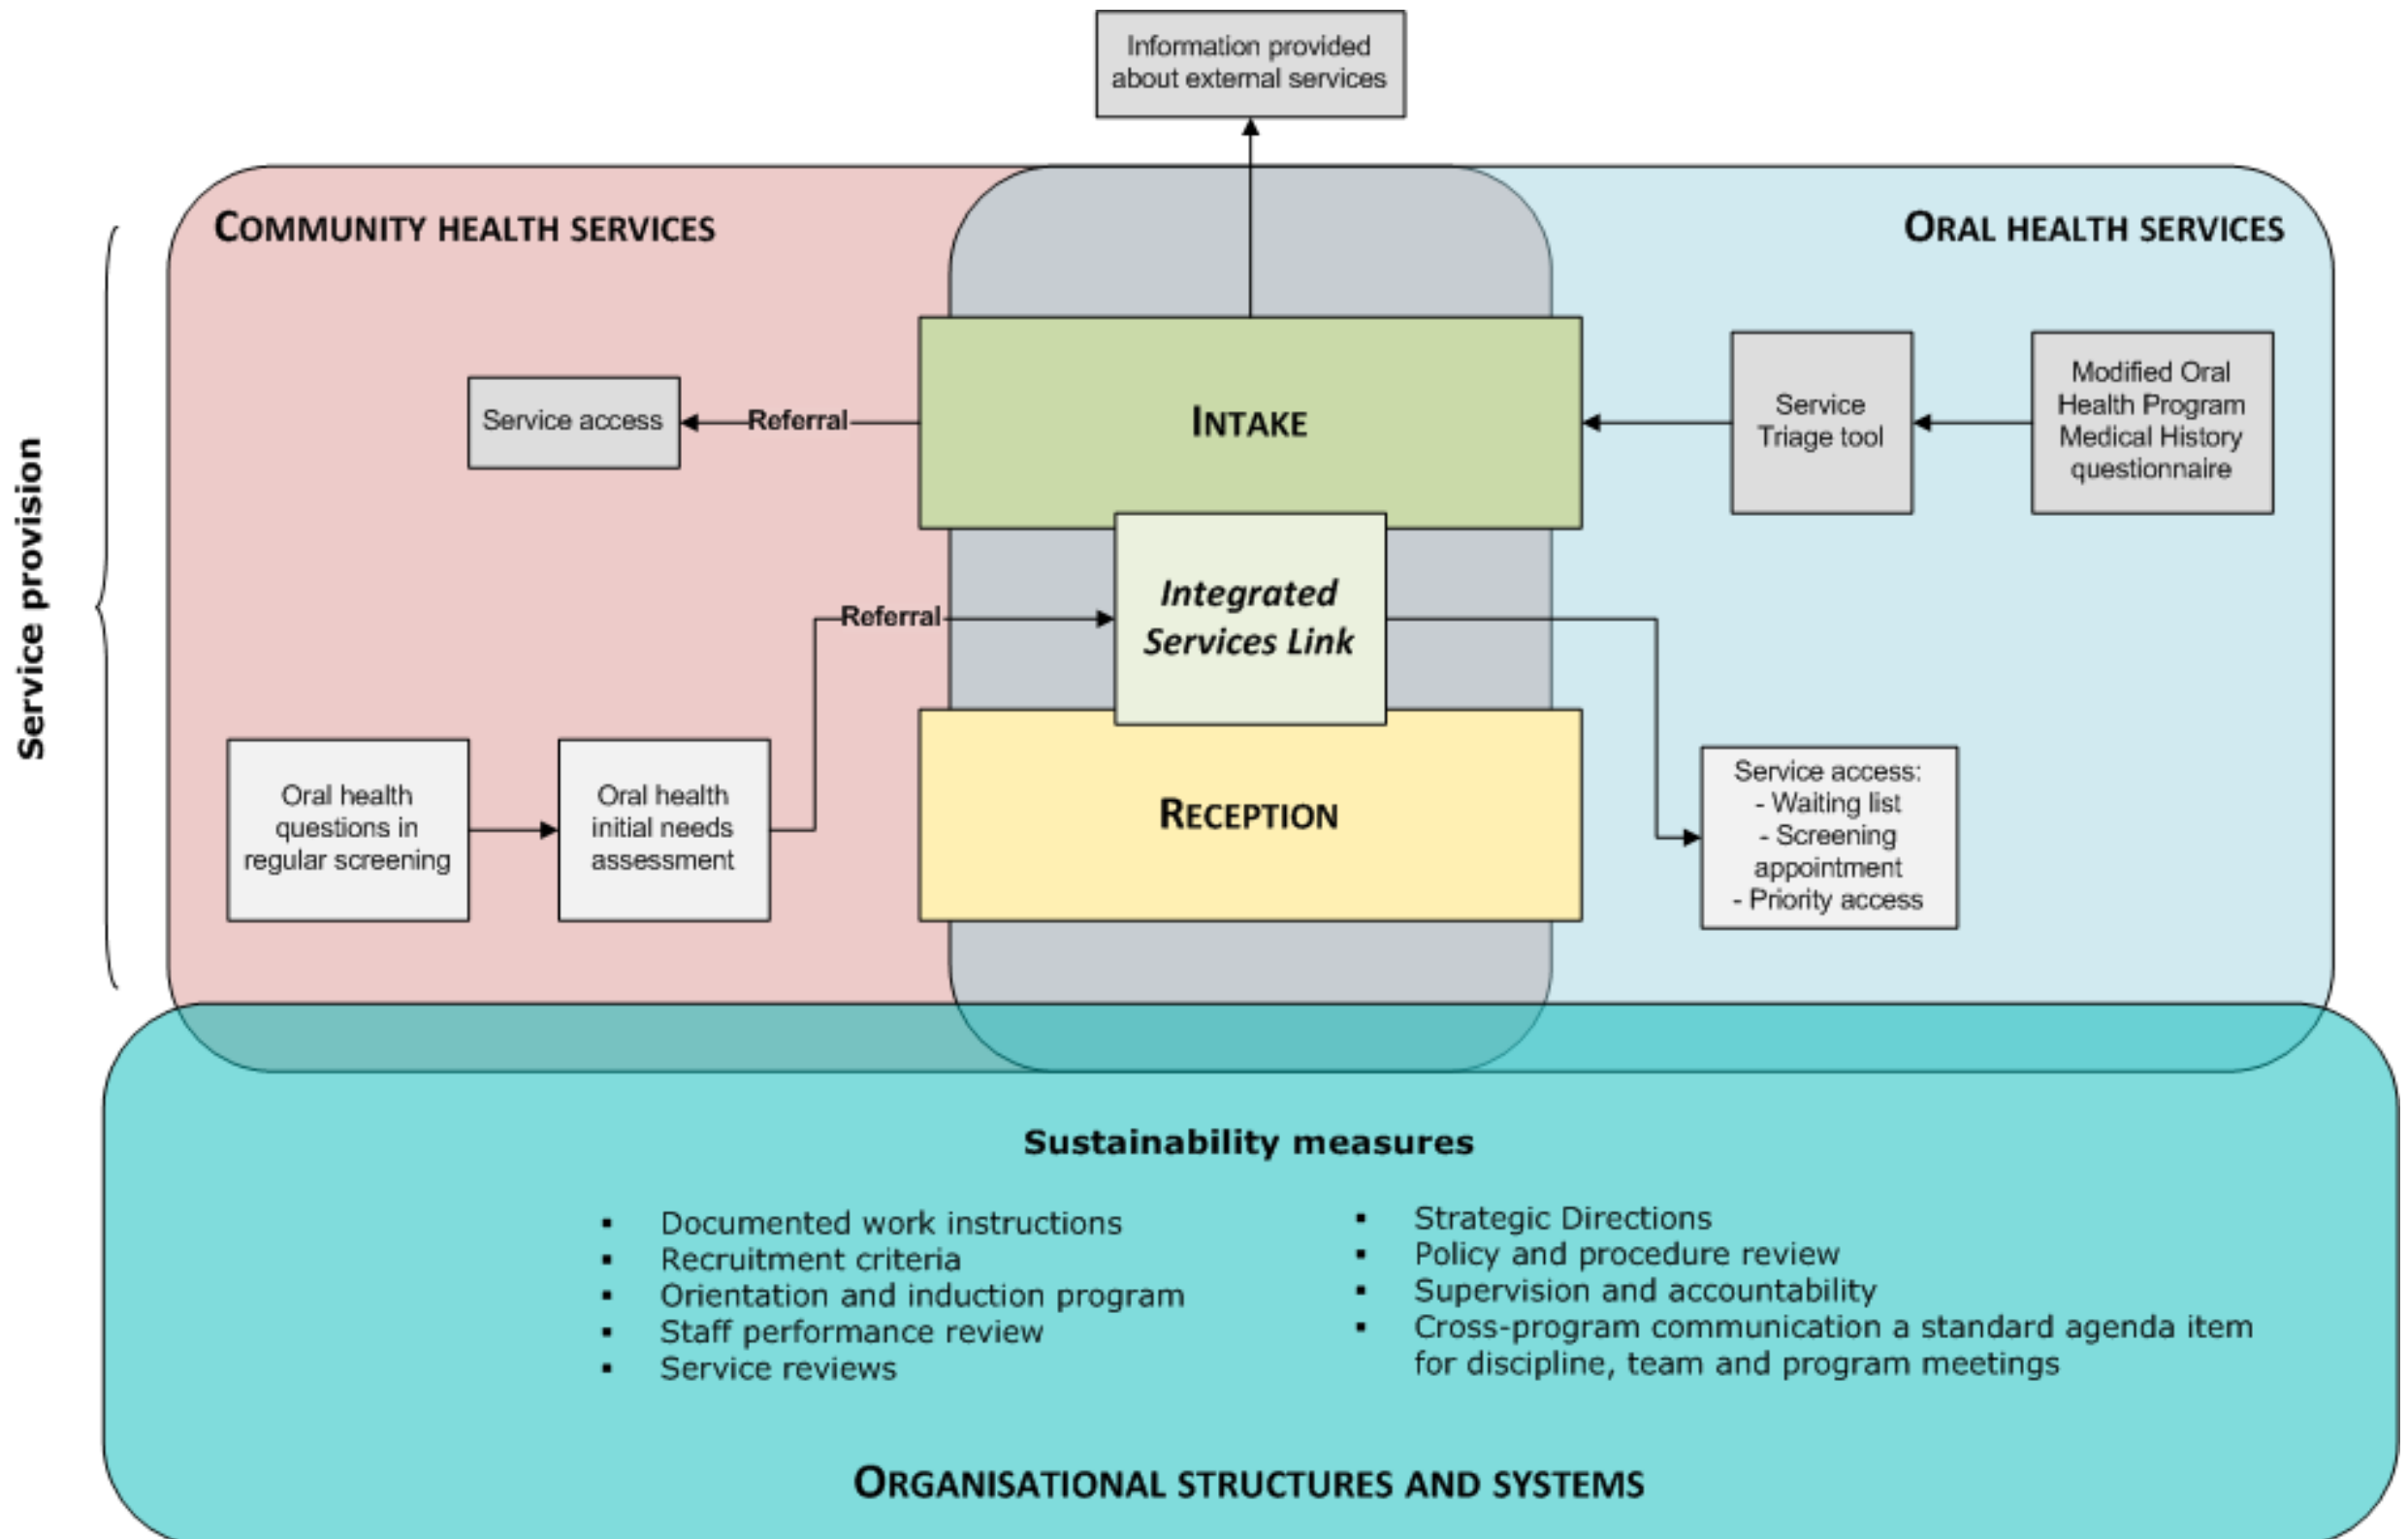 Information provided
about external services
COMMUNITY HEALTH SERVICES
ORAL HEALTH SERVICES
Service provision
INTAKE
Referral
Service access
Service
Triage tool
Modified Oral
Health Program
Medical History
questionnaire
Integrated
Services Link
Referral
Oral health
questions in
regular screening
Oral health
initial needs
assessment
RECEPTION
Service access:
- Waiting list
- Screening
appointment
- Priority access
Sustainability measures
▪ Documented work instructions
▪ Recruitment criteria
▪ Orientation and induction program
▪ Staff performance review
▪ Service reviews
▪ Strategic Directions
▪ Policy and procedure review
▪ Supervision and accountability
▪ Cross-program communication a standard agenda item
for discipline, team and program meetings
ORGANISATIONAL STRUCTURES AND SYSTEMS